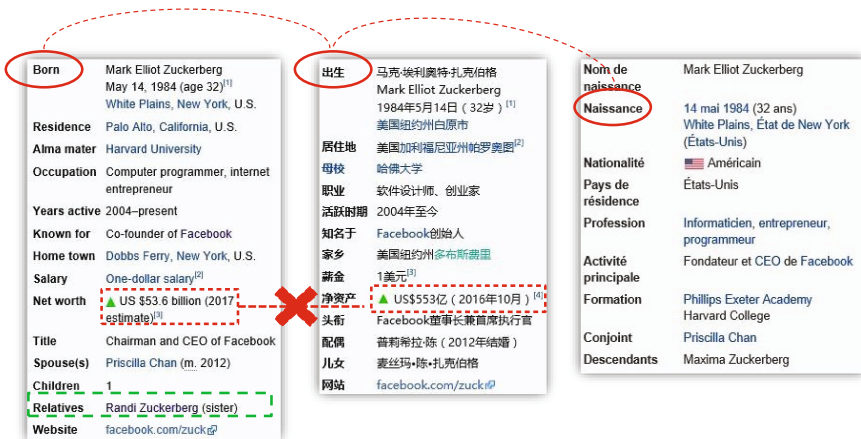 Born Mark Elliot Zuckerberg
May 14, 1984 (age 32)[1]
White Plains, New York, U.S.
Residence Palo Alto, California, U.S.
Alma mater Harvard University
Occupation Computer programmer, internet
entrepreneur
Years active 2004–present
Known for Co-founder of Facebook
Home town Dobbs Ferry, New York, U.S.
Salary One-dollar salary[2]
Net worth ▲ US $53.6 billion (2017
estimate)[3]
Title Chairman and CEO of Facebook
Spouse(s) Priscilla Chan (m. 2012)
Children 1
Relatives Randi Zuckerberg (sister)
Website facebook.com/zuck
出生 马克·埃利奥特·扎克伯格
Mark Elliot Zuckerberg
1984年5月14日(32岁)[1]
美国纽约州白原市
居住地 美国加利福尼亚州帕罗奥图[2]
母校 哈佛大学
职业 软件设计师、创业家
活跃时期 2004年至今
知名于 Facebook创始人
家乡 美国纽约州多布斯费里
薪金 1美元[3]
净资产 ▲ US$553亿(2016年10月)[4]
头衔 Facebook董事长兼首席执行官
配偶 普莉希拉·陈(2012年结婚)
儿女 麦丝玛·陈·扎克伯格
网站 facebook.com/zuck
Nom de Mark Elliot Zuckerberg
naissance
Naissance 14 mai 1984 (32 ans)
White Plains, État de New York
(États-Unis)
Nationalité Américain
Pays de États-Unis
résidence
Profession Informaticien, entrepreneur,
programmeur
Activité Fondateur et CEO de Facebook
principale
Formation Phillips Exeter Academy
Harvard College
Conjoint Priscilla Chan
Descendants Maxima Zuckerberg